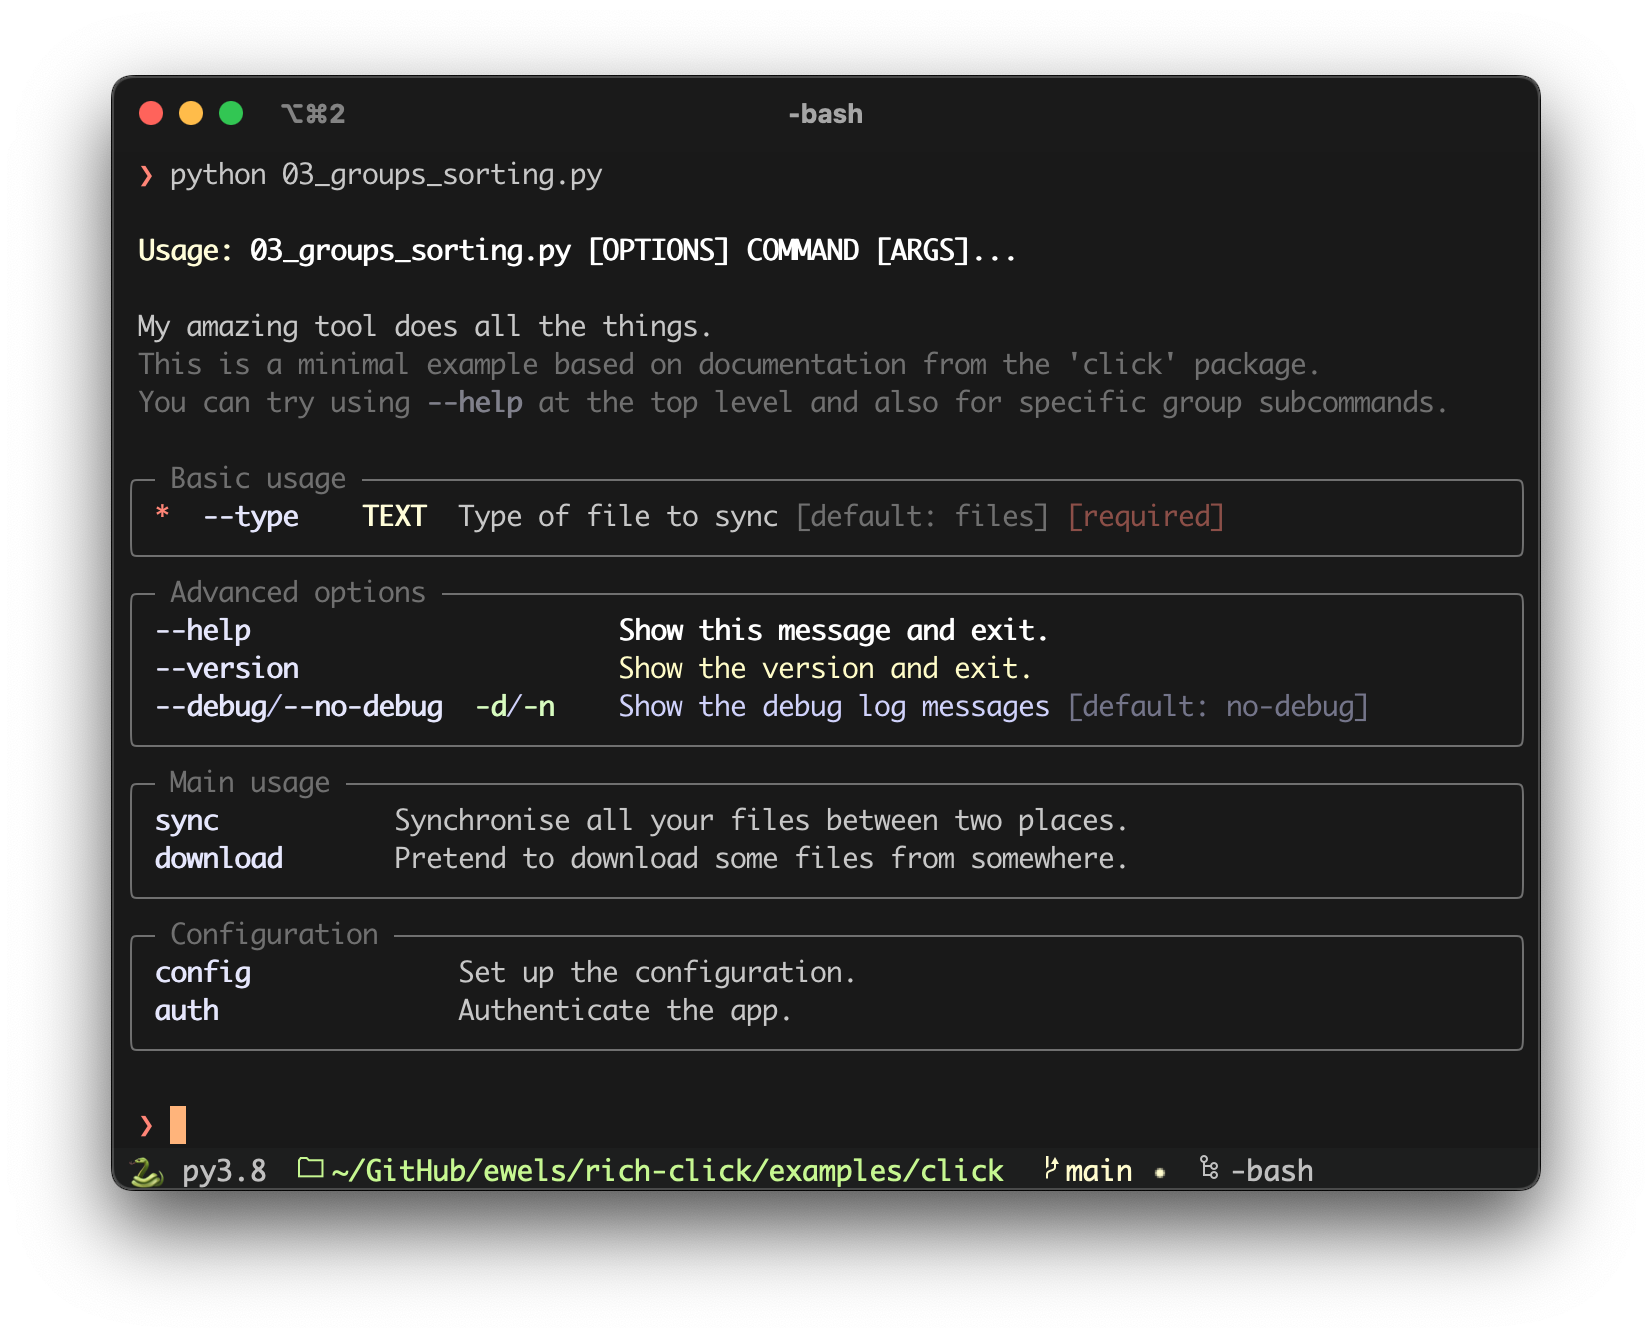 ⌥⌘2 -bash
❯ python 03_groups_sorting.py
Usage: 03_groups_sorting.py [OPTIONS] COMMAND [ARGS]...
My amazing tool does all the things.
This is a minimal example based on documentation from the 'click' package.
You can try using --help at the top level and also for specific group subcommands.
Basic usage
* --type TEXT Type of file to sync [default: files] [required]
Advanced options
--help Show this message and exit.
--version Show the version and exit.
--debug/--no-debug -d/-n Show the debug log messages [default: no-debug]
Main usage
sync Synchronise all your files between two places.
download Pretend to download some files from somewhere.
Configuration
config Set up the configuration.
auth Authenticate the app.
❯
py3.8 ~/GitHub/ewels/rich-click/examples/click main • -bash